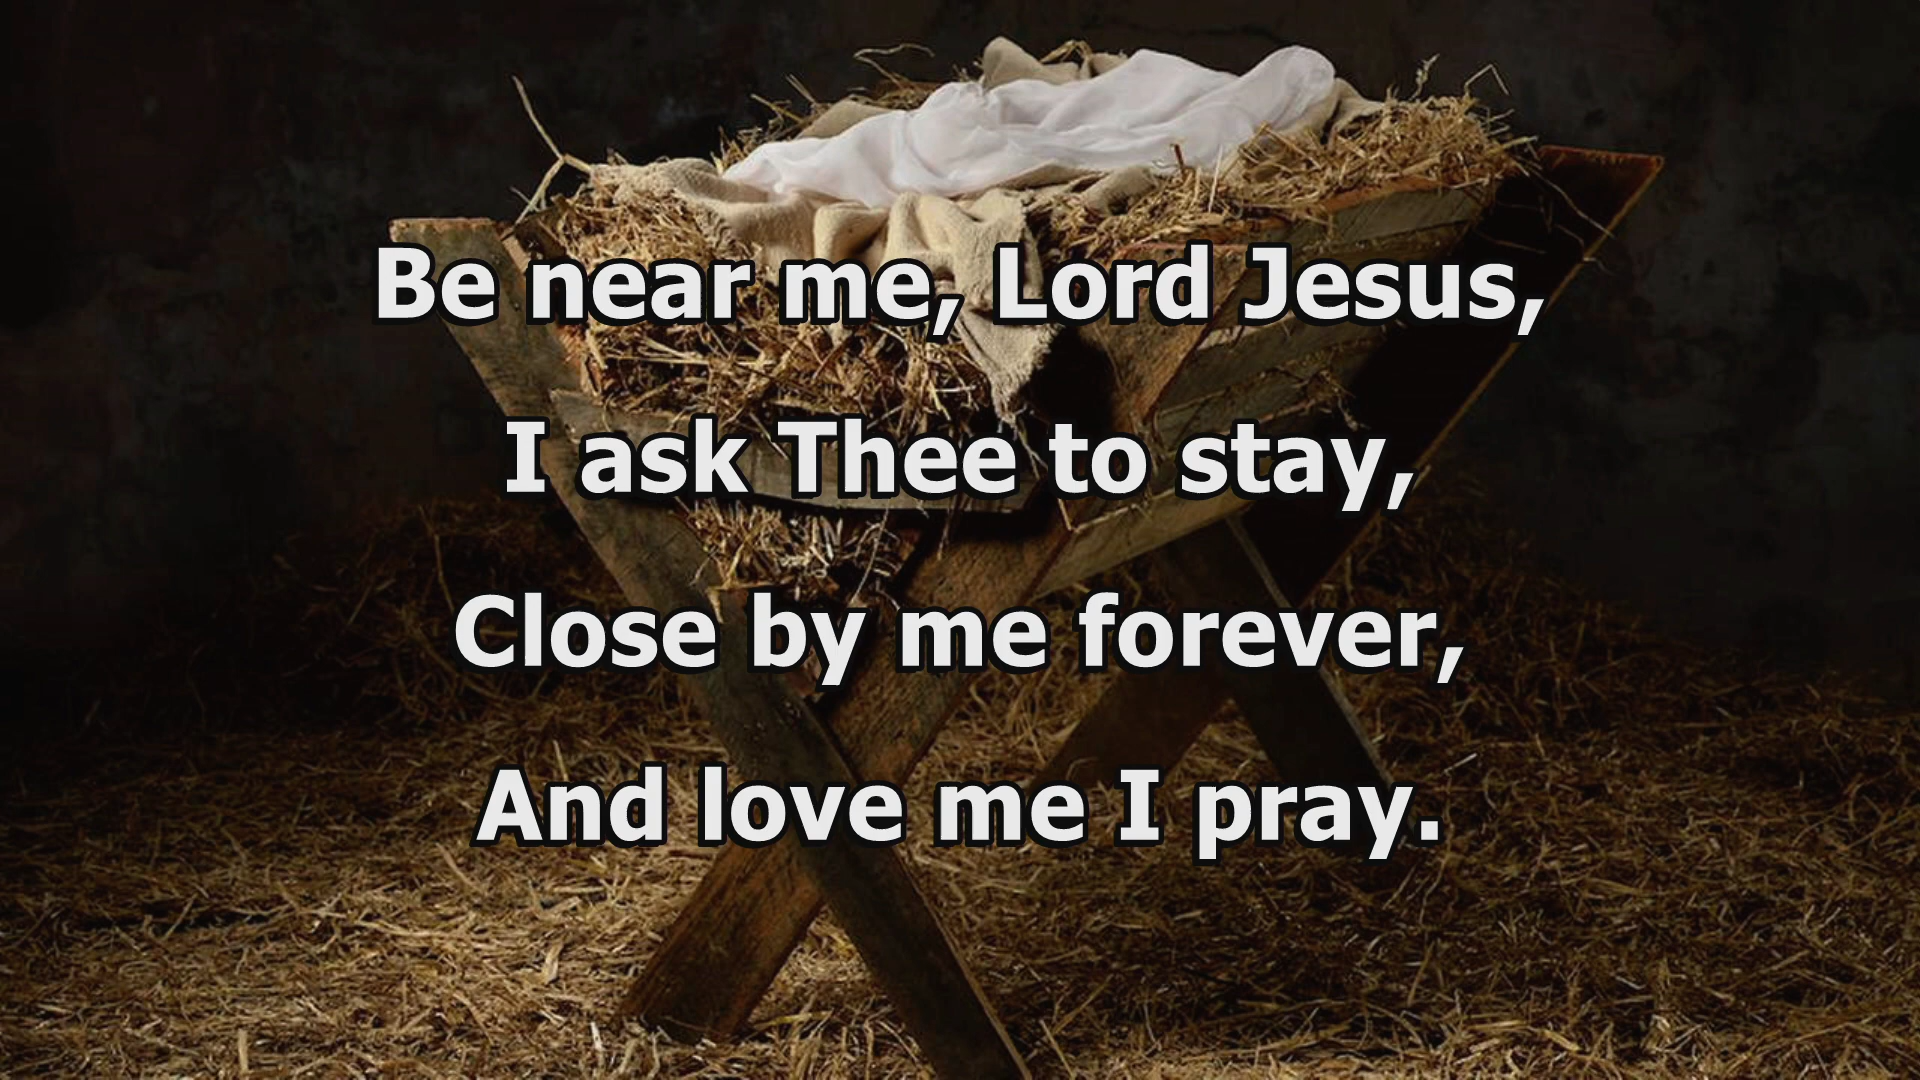 Be near me, Lord Jesus,
I ask Thee to stay,
Close by me forever,
And love me I pray.